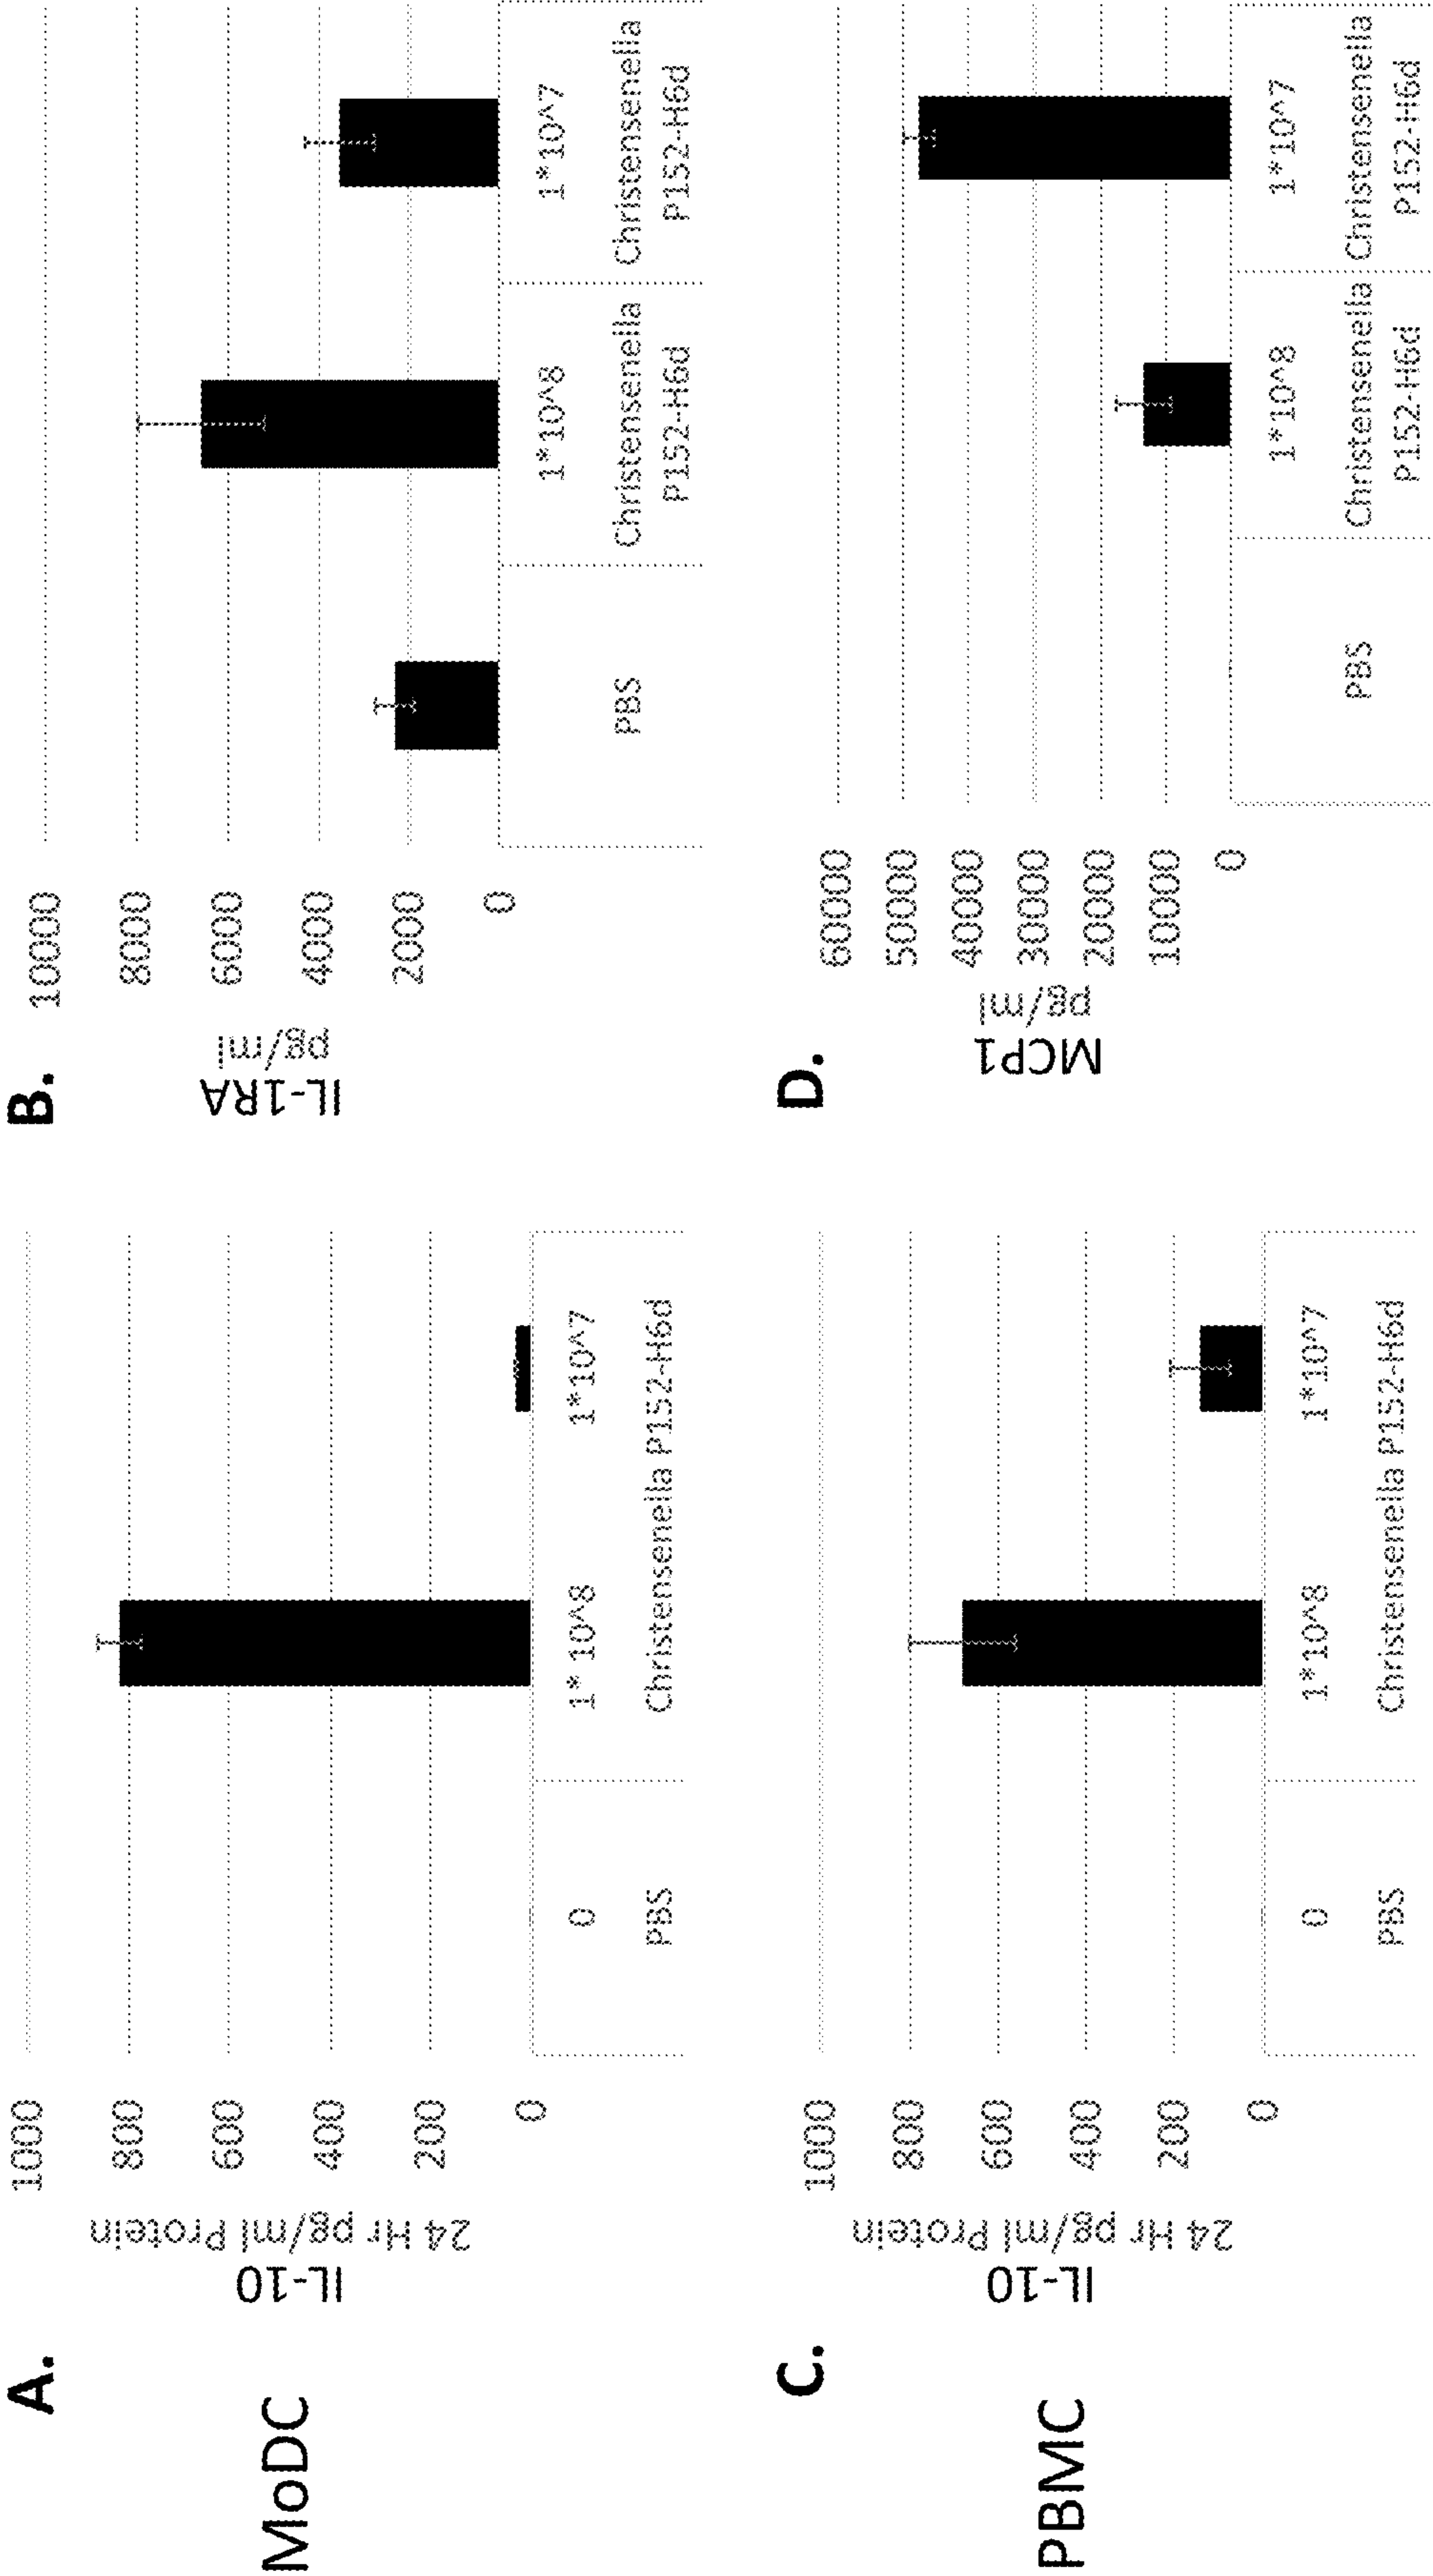 MoDC
A.
IL-10
24 Hr pg/ml Protein
1000
800
600
400
200
0
0
1* 10^8
1*10^7
PBS
Christensenella P152-H6d
B.
IL-1RA
pg/ml
10000
8000
6000
4000
2000
0
1*10^8
1*10^7
PBS
Christensenella
P152-H6d
Christensenella
P152-H6d
PBMC
C.
IL-10
24 Hr pg/ml Protein
1000
800
600
400
200
0
0
1*10^8
1*10^7
PBS
Christensenella P152-H6d
D.
MCP1
pg/ml
60000
50000
40000
30000
20000
10000
0
1*10^8
1*10^7
PBS
Christensenella
P152-H6d
Christensenella
P152-H6d